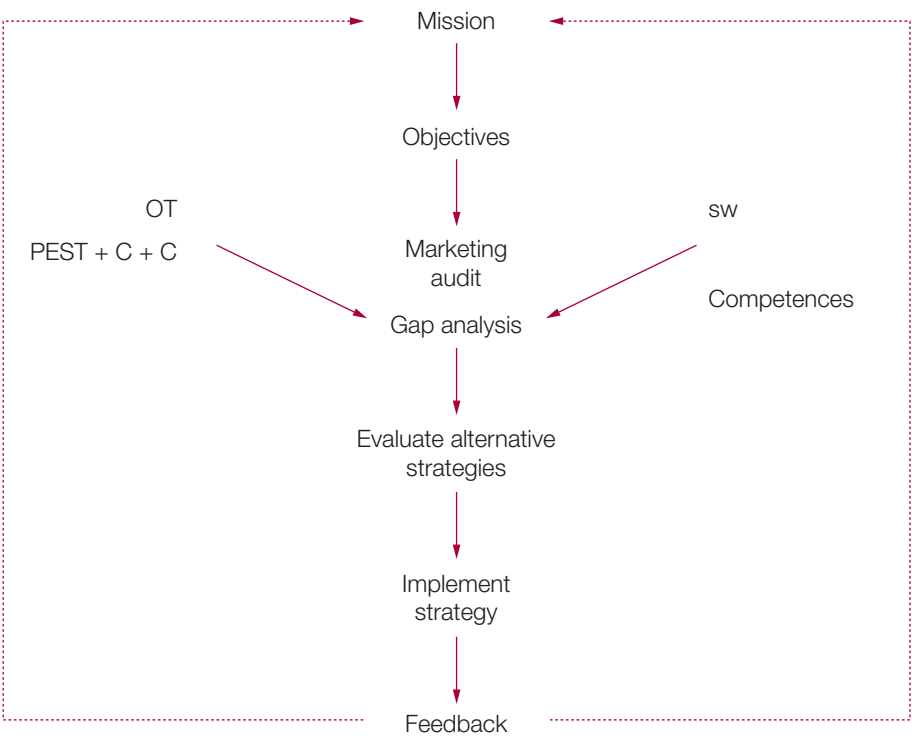 Mission
Objectives
OT
PEST + C + C
sw
Marketing
audit
Competences
Gap analysis
Evaluate alternative
strategies
Implement
strategy
Feedback